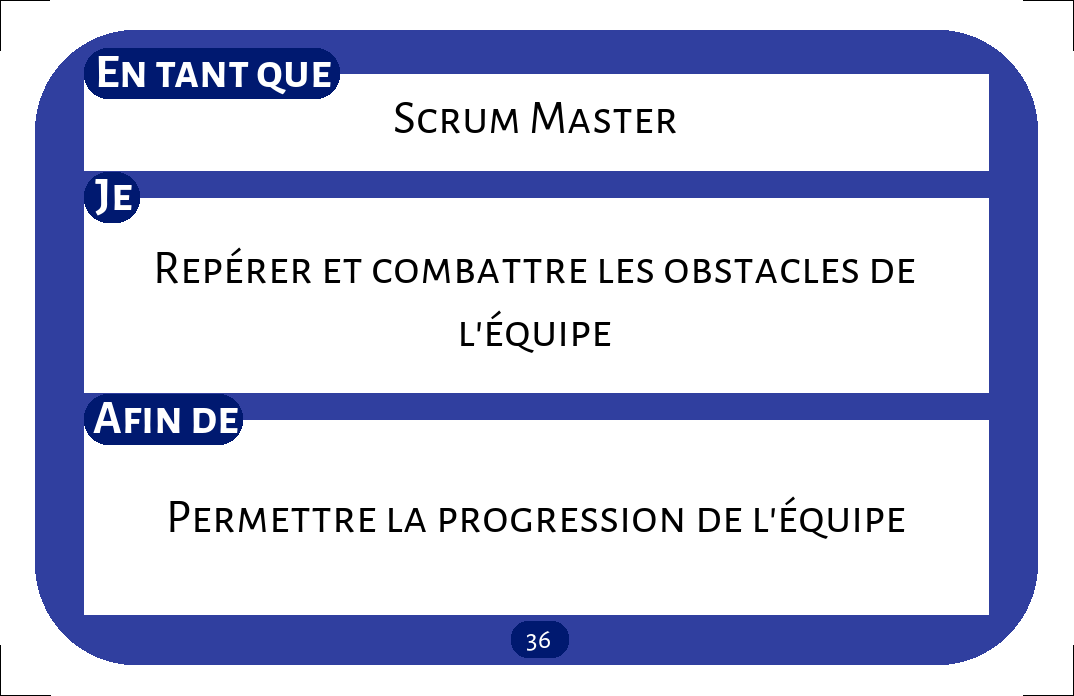 En tant que
Scrum Master
Je
Repérer et combattre les obstacles de
l'équipe
Afin de
Permettre la progression de l'équipe
36